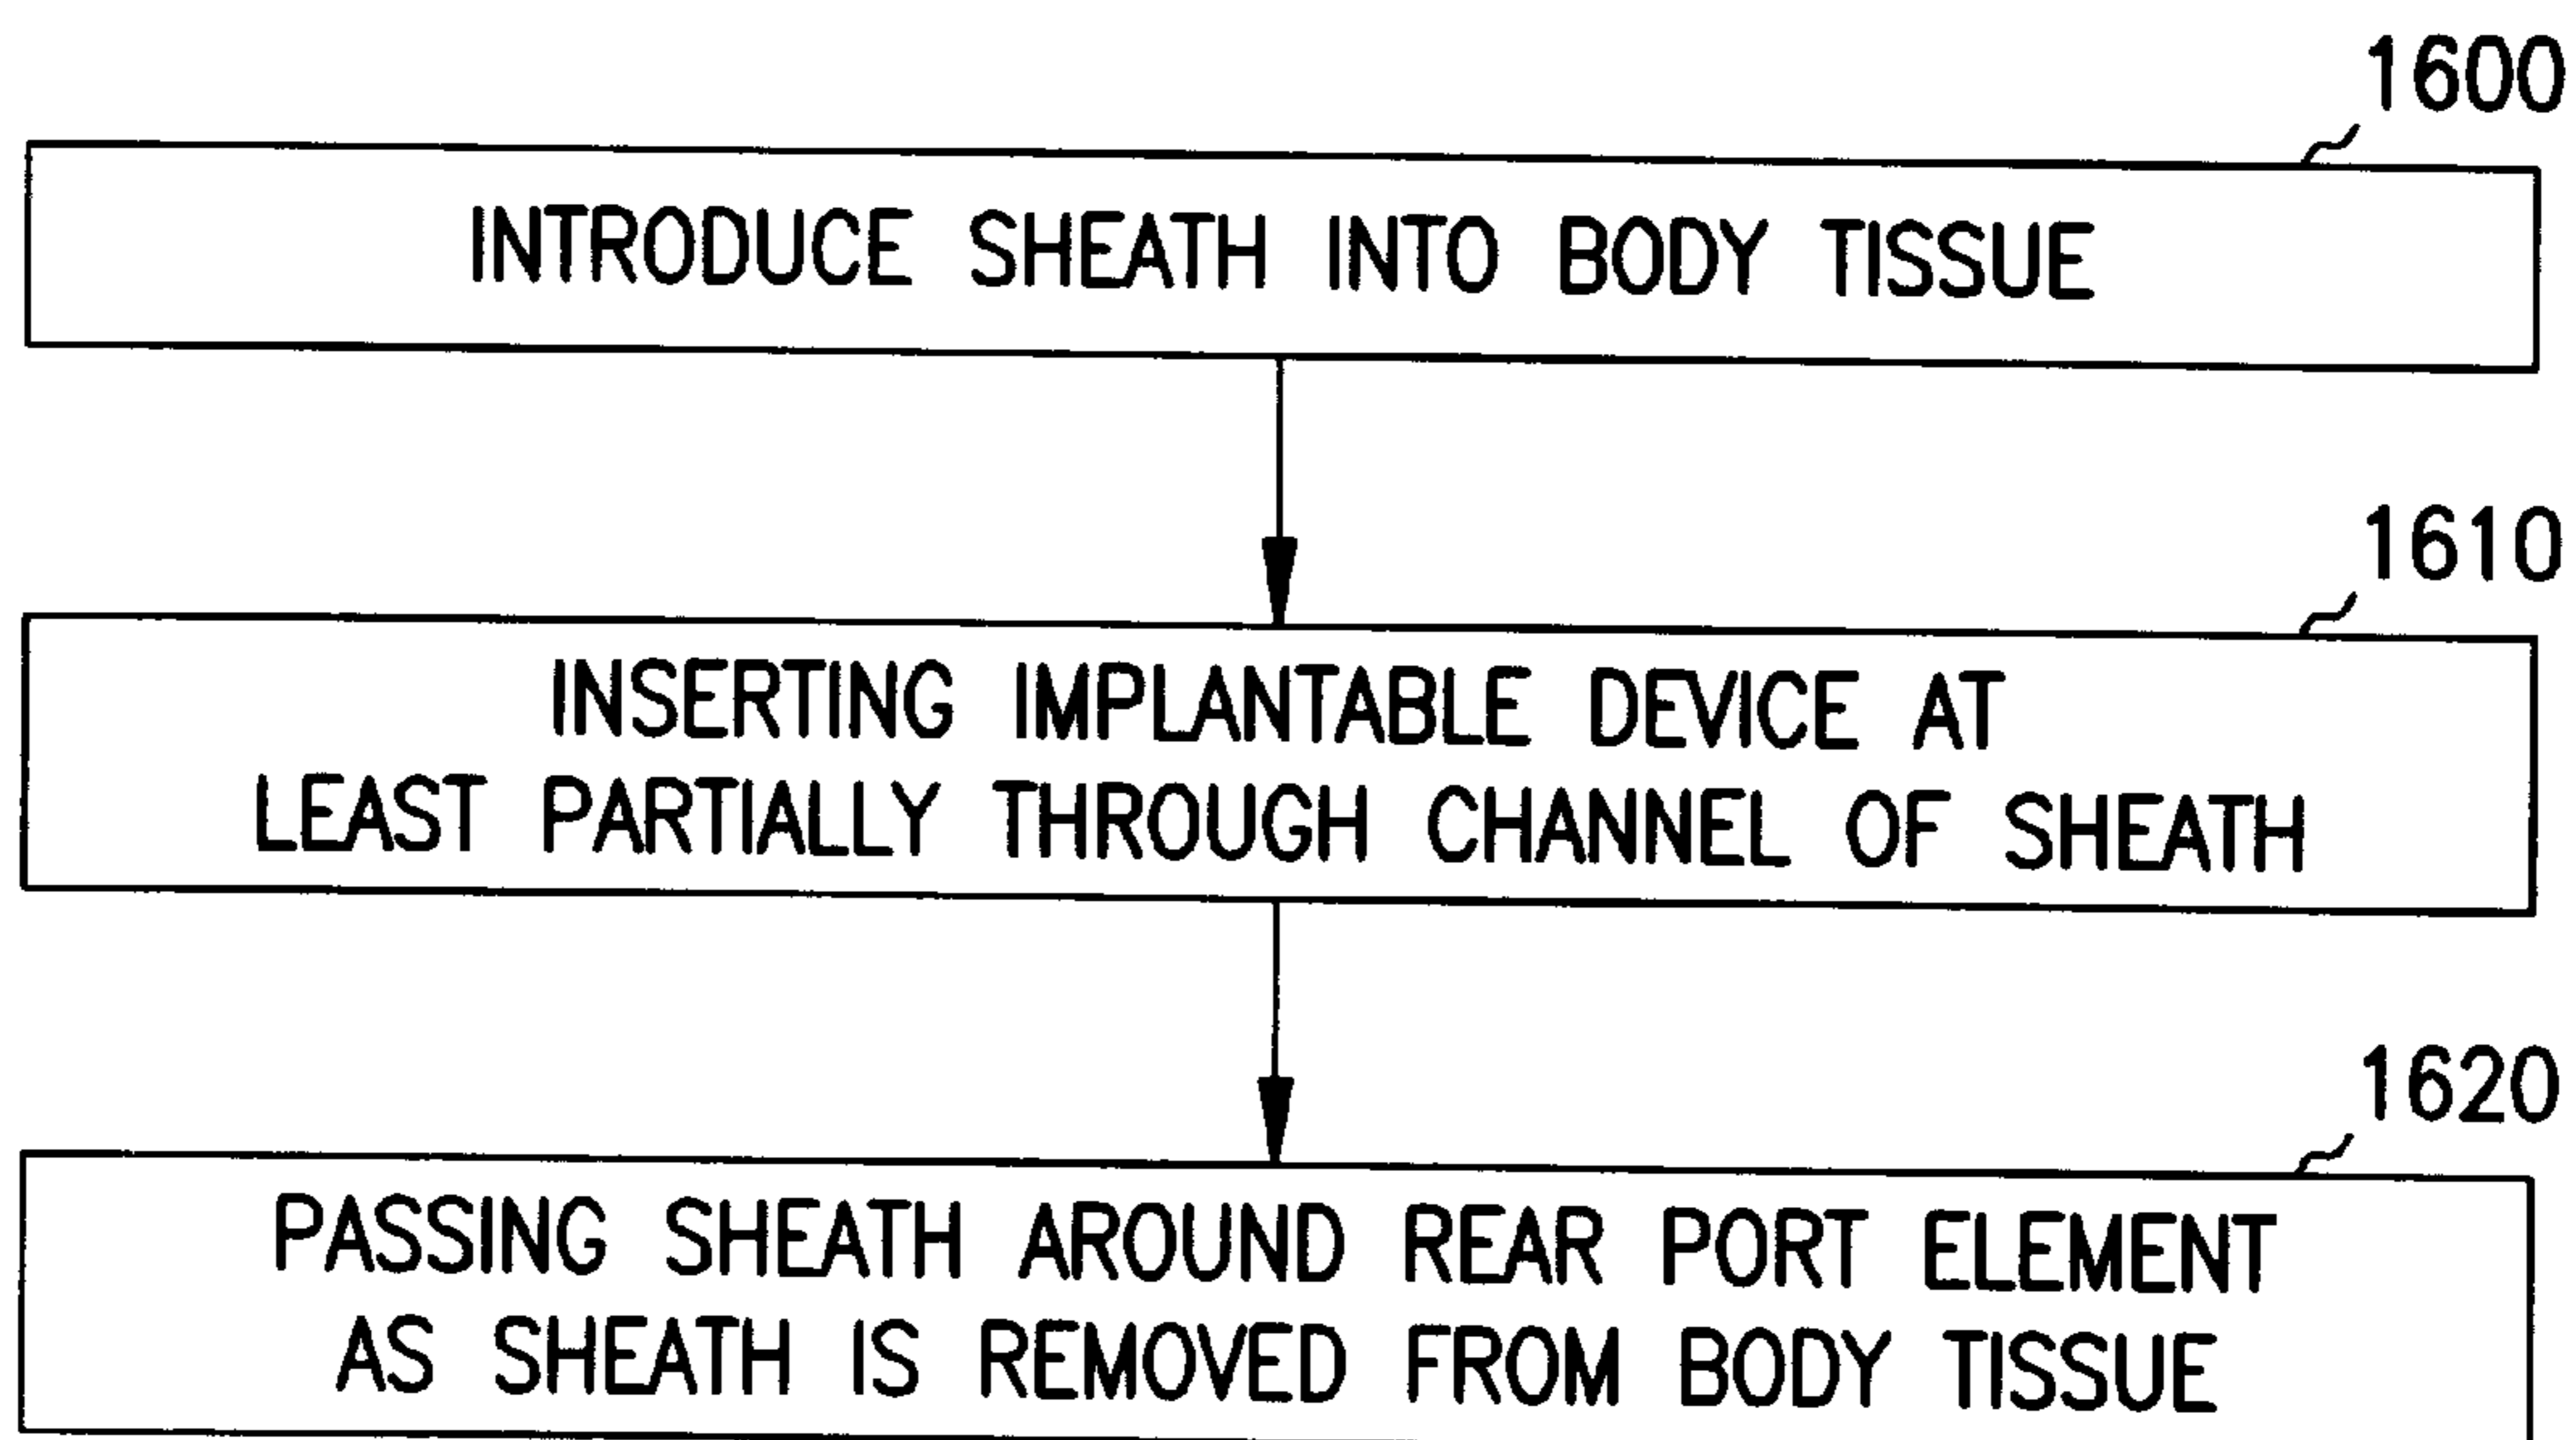 1600
INTRODUCE SHEATH INTO BODY TISSUE
1610
INSERTING IMPLANTABLE DEVICE AT
LEAST PARTIALLY THROUGH CHANNEL OF SHEATH
1620
PASSING SHEATH AROUND REAR PORT ELEMENT
AS SHEATH IS REMOVED FROM BODY TISSUE